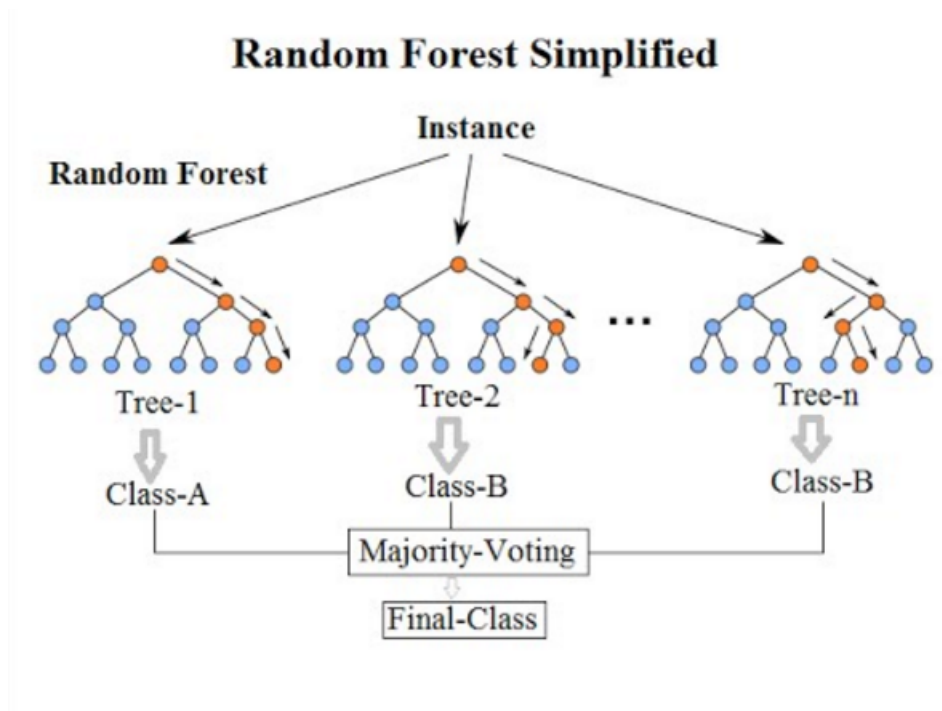 Random Forest Simplified
Instance
Random Forest
...
Tree-1
Tree-2
Tree-n
Class-A
Class-B
Class-B
Majority-Voting
Final-Class